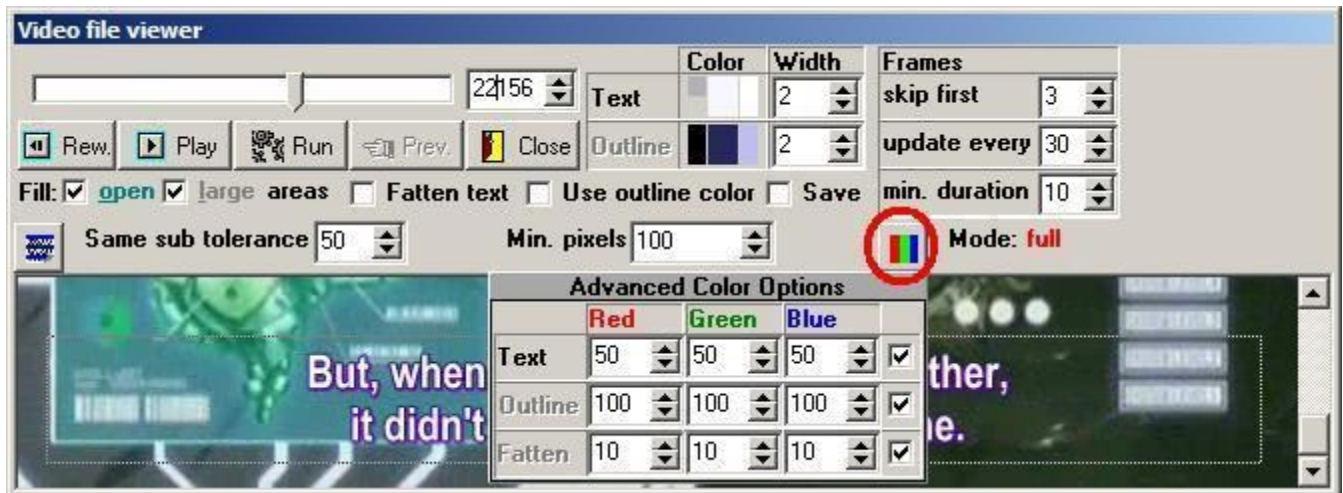 Video file viewer
Color Width Frames
22156 Text 2 skip first 3
Rew. Play Run Prev. Close Outline 2 update every 30
Fill: open large areas Fatten text Use outline color Save min. duration 10
Same sub tolerance 50 Min. pixels 100 Mode: full
Advanced Color Options
Red Green Blue
Text 50 50 50
But, when ther,
Outline 100 100 100
it didn't ne.
Fatten 10 10 10